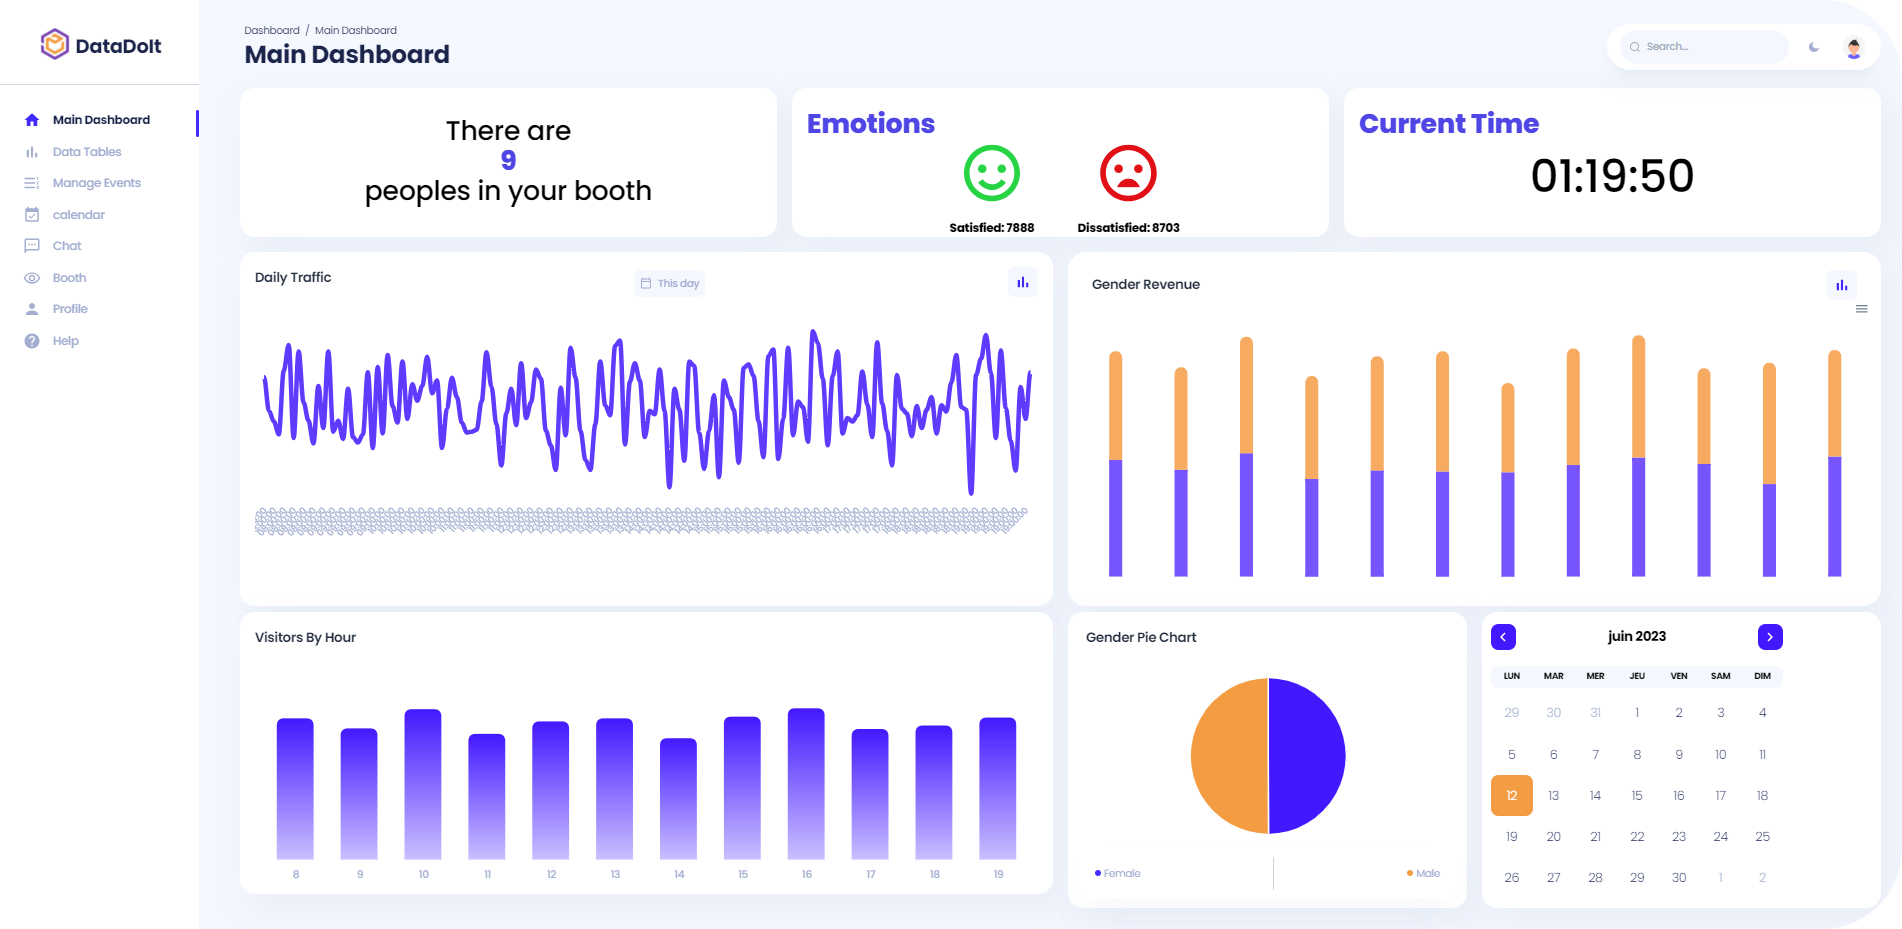 DataDoIt
Main Dashboard
Data Tables
Manage Events
calendar
Chat
Booth
Profile
Help
Dashboard / Main Dashboard
Main Dashboard
Search...
There are
9
peoples in your booth
Emotions
Satisfied: 7888
Dissatisfied: 8703
Current Time
01:19:50
Daily Traffic
This day
Gender Revenue
Visitors By Hour
8 9 10 11 12 13 14 15 16 17 18 19
Gender Pie Chart
Female
Male
juin 2023
LUN MAR MER JEU VEN SAM DIM
29 30 31 1 2 3 4
5 6 7 8 9 10 11
12 13 14 15 16 17 18
19 20 21 22 23 24 25
26 27 28 29 30 1 2